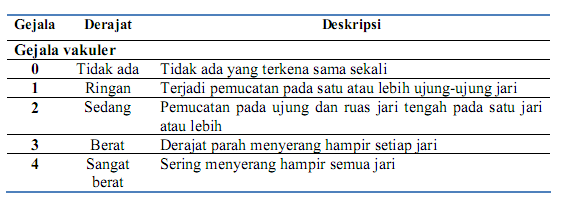 Gejala Derajat Deskripsi
Gejala vakuler
0 Tidak ada Tidak ada yang terkena sama sekali
1 Ringan Terjadi pemucatan pada satu atau lebih ujung-ujung jari
2 Sedang Pemucatan pada ujung dan ruas jari tengah pada satu jari
atau lebih
3 Berat Derajat parah menyerang hampir setiap jari
4 Sangat Sering menyerang hampir semua jari
berat